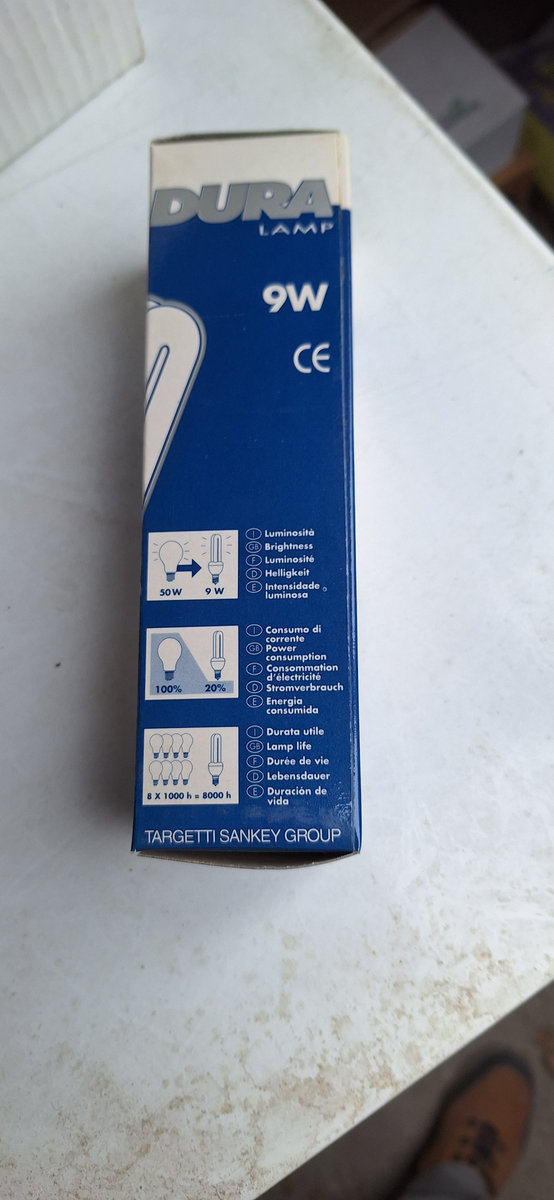 DURA
LAMP
9W
CE
50W 9W
I Luminosità
GB Brightness
F Luminosité
D Helligkeit
E Intensidade
luminosa
100% 20%
I Consumo di
corrente
GB Power
consumption
F Consommation
d'électricité
D Stromverbrauch
E Energia
consumida
8 X 1000 h = 8000 h
I Durata utile
GB Lamp life
F Durée de vie
D Lebensdauer
E Duración de
vida
TARGETTI SANKEY GROUP